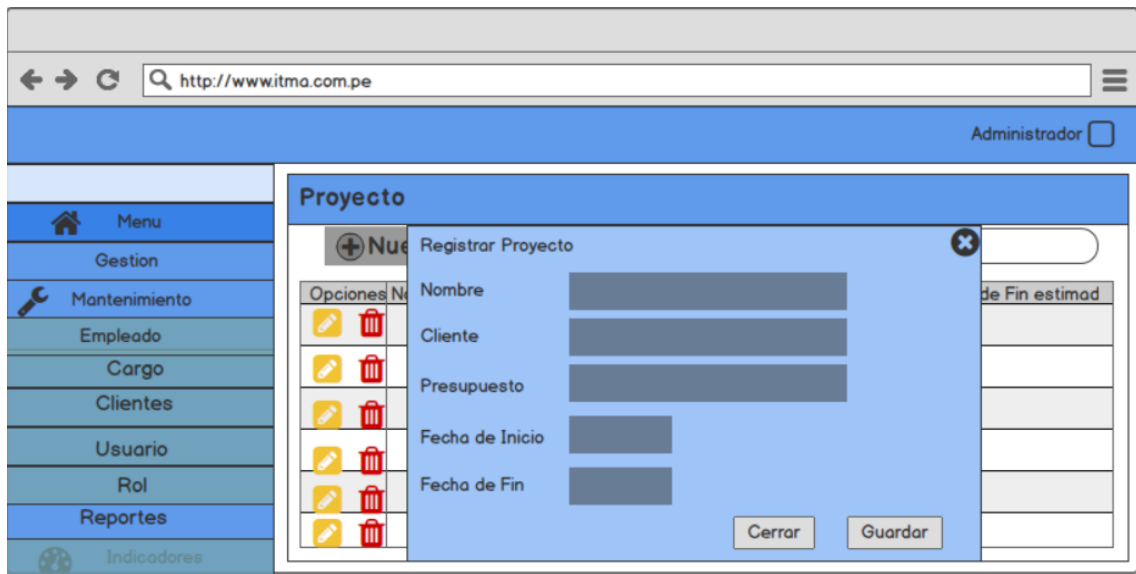 http://www.itma.com.pe
Administrador
Proyecto
Menu
Gestion
Mantenimiento
Empleado
Cargo
Clientes
Usuario
Rol
Reportes
Indicadores
Nue
Registrar Proyecto
Opciones
de Fin estimad
Nombre
Cliente
Presupuesto
Fecha de Inicio
Fecha de Fin
Cerrar Guardar